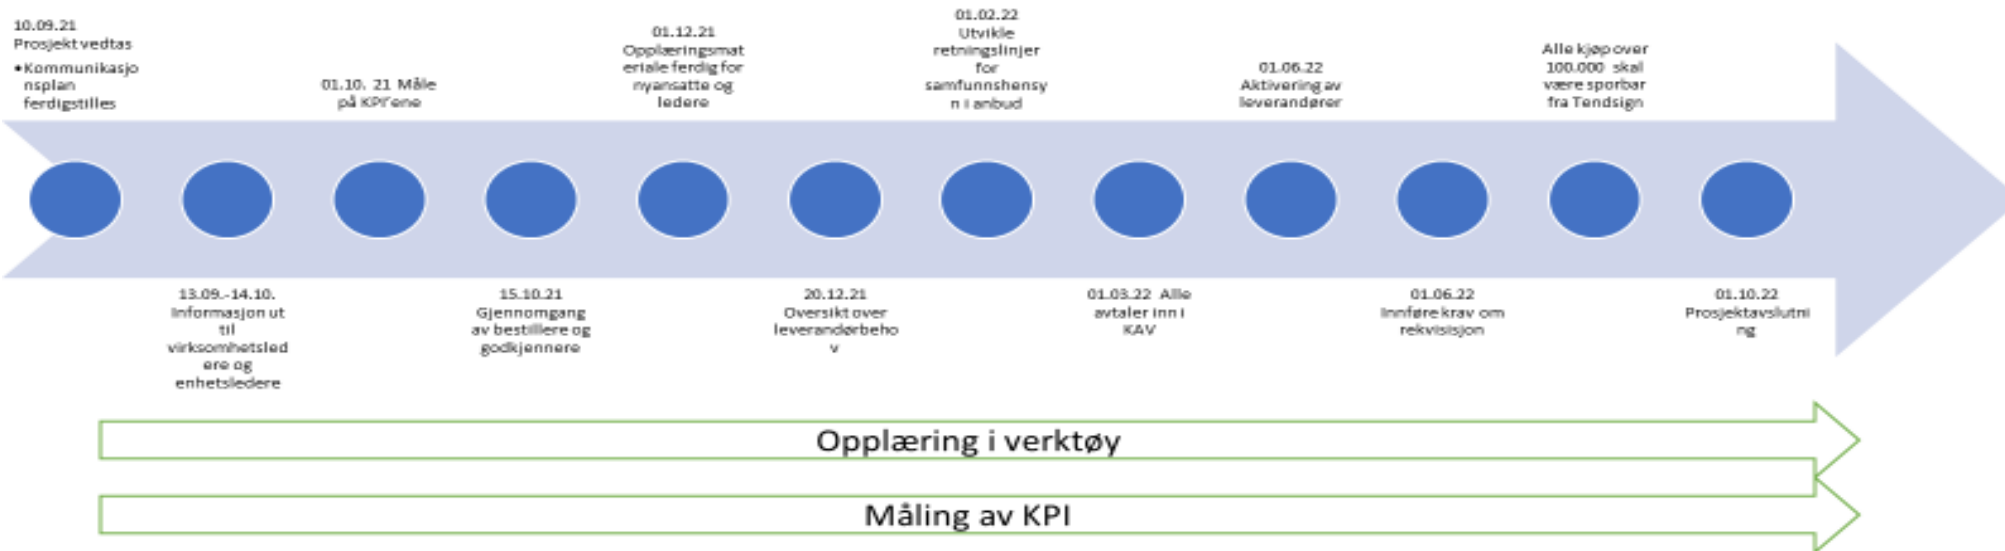 10.09.21
Prosjekt vedtas
•Kommunikasjo
nsplan
ferdigstilles
13.09.-14.10.
Informasjon ut
til
virksomhetsled
ere og
enhetsledere
01.10. 21 Måle
på KPI'ene
15.10.21
Gjennomgang
av bestillere og
godkjennere
01.12.21
Opplæringsmat
eriale ferdig for
nyansatte og
ledere
20.12.21
Oversikt over
leverandørbeho
v
01.02.22
Utvikle
retningslinjer
for
samfunnshensy
n i anbud
01.03.22 Alle
avtaler inn i
KAV
01.06.22
Aktivering av
leverandører
01.06.22
Innføre krav om
rekvisisjon
Alle kjøp over
100.000 skal
være sporbar
fra Tendsign
01.10.22
Prosjektavslutni
ng
Opplæring i verktøy
Måling av KPI